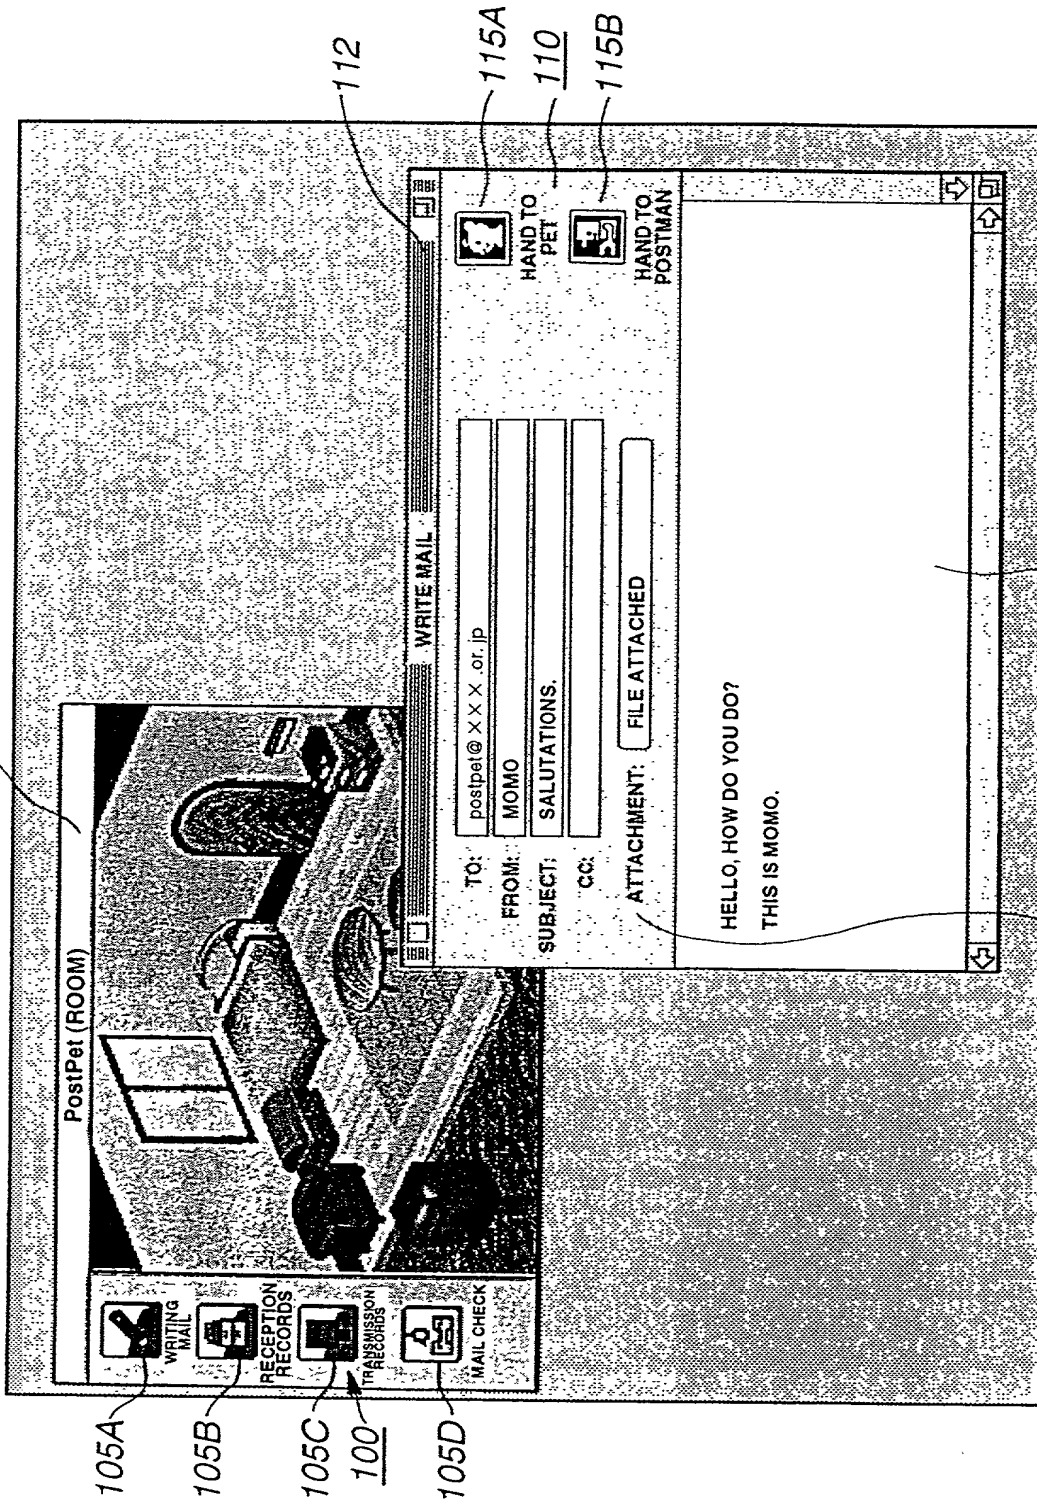 PostPet (ROOM)
105A
WRITING
MAIL
105B
RECEPTION
RECORDS
105C
TRANSMISSION
RECORDS
100
105D
MAIL CHECK
112
WRITE MAIL
TO: postpet@×××.or.jp
FROM: MOMO
SUBJECT: SALUTATIONS.
CC:
ATTACHMENT: FILE ATTACHED
115A
HAND TO
PET
110
115B
HAND TO
POSTMAN
HELLO, HOW DO YOU DO?
THIS IS MOMO.